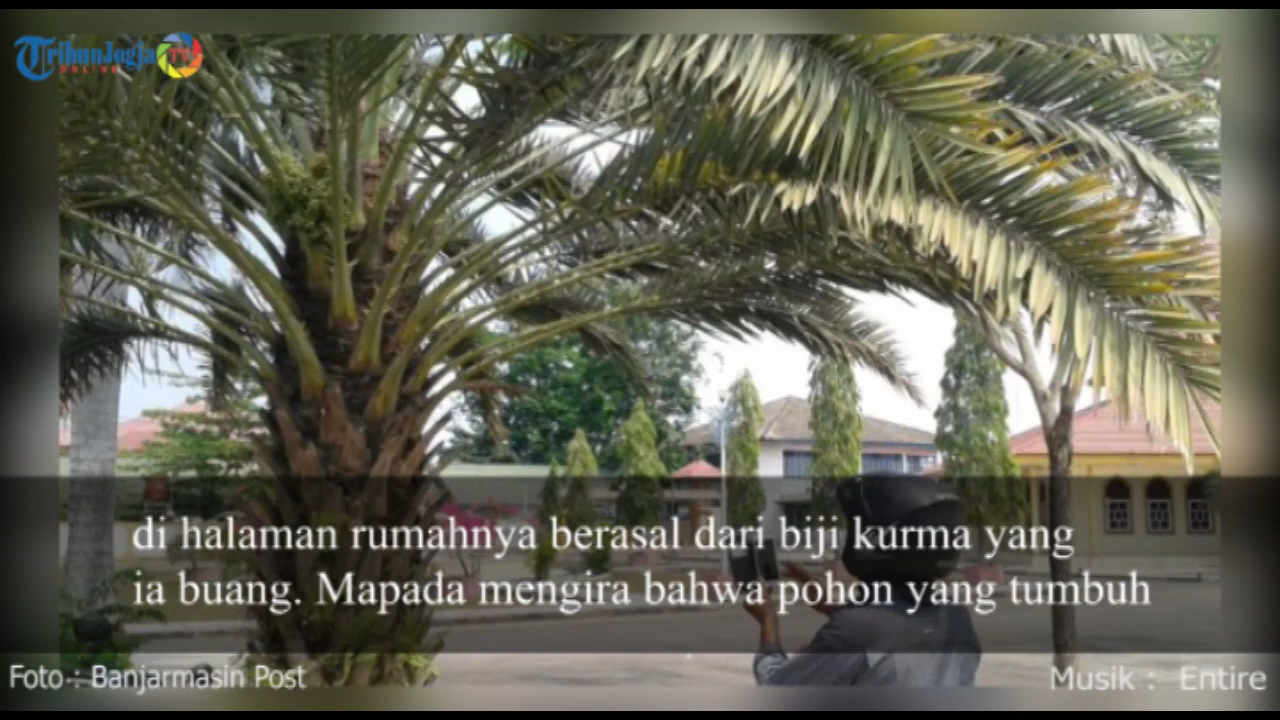 TribunJogja TV
ONLINE
di halaman rumahnya berasal dari biji kurma yang
ia buang. Mapada mengira bahwa pohon yang tumbuh
Foto : Banjarmasin Post
Musik : Entire